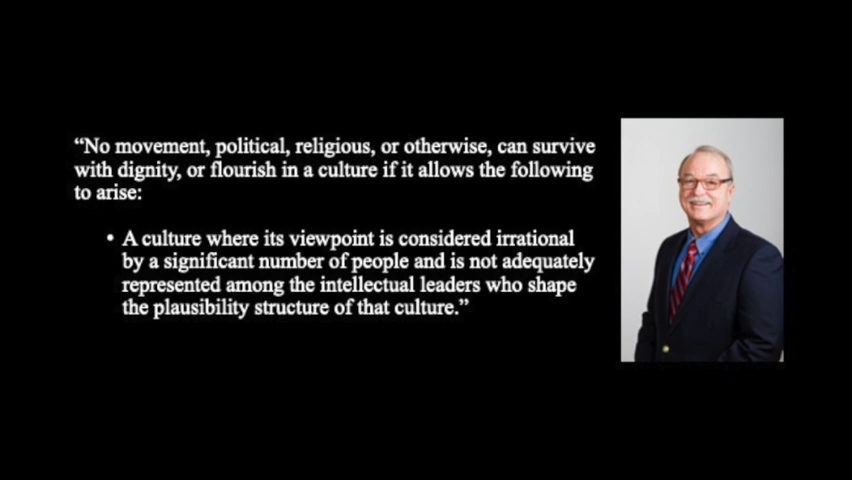 “No movement, political, religious, or otherwise, can survive
with dignity, or flourish in a culture if it allows the following
to arise:
• A culture where its viewpoint is considered irrational
by a significant number of people and is not adequately
represented among the intellectual leaders who shape
the plausibility structure of that culture.”